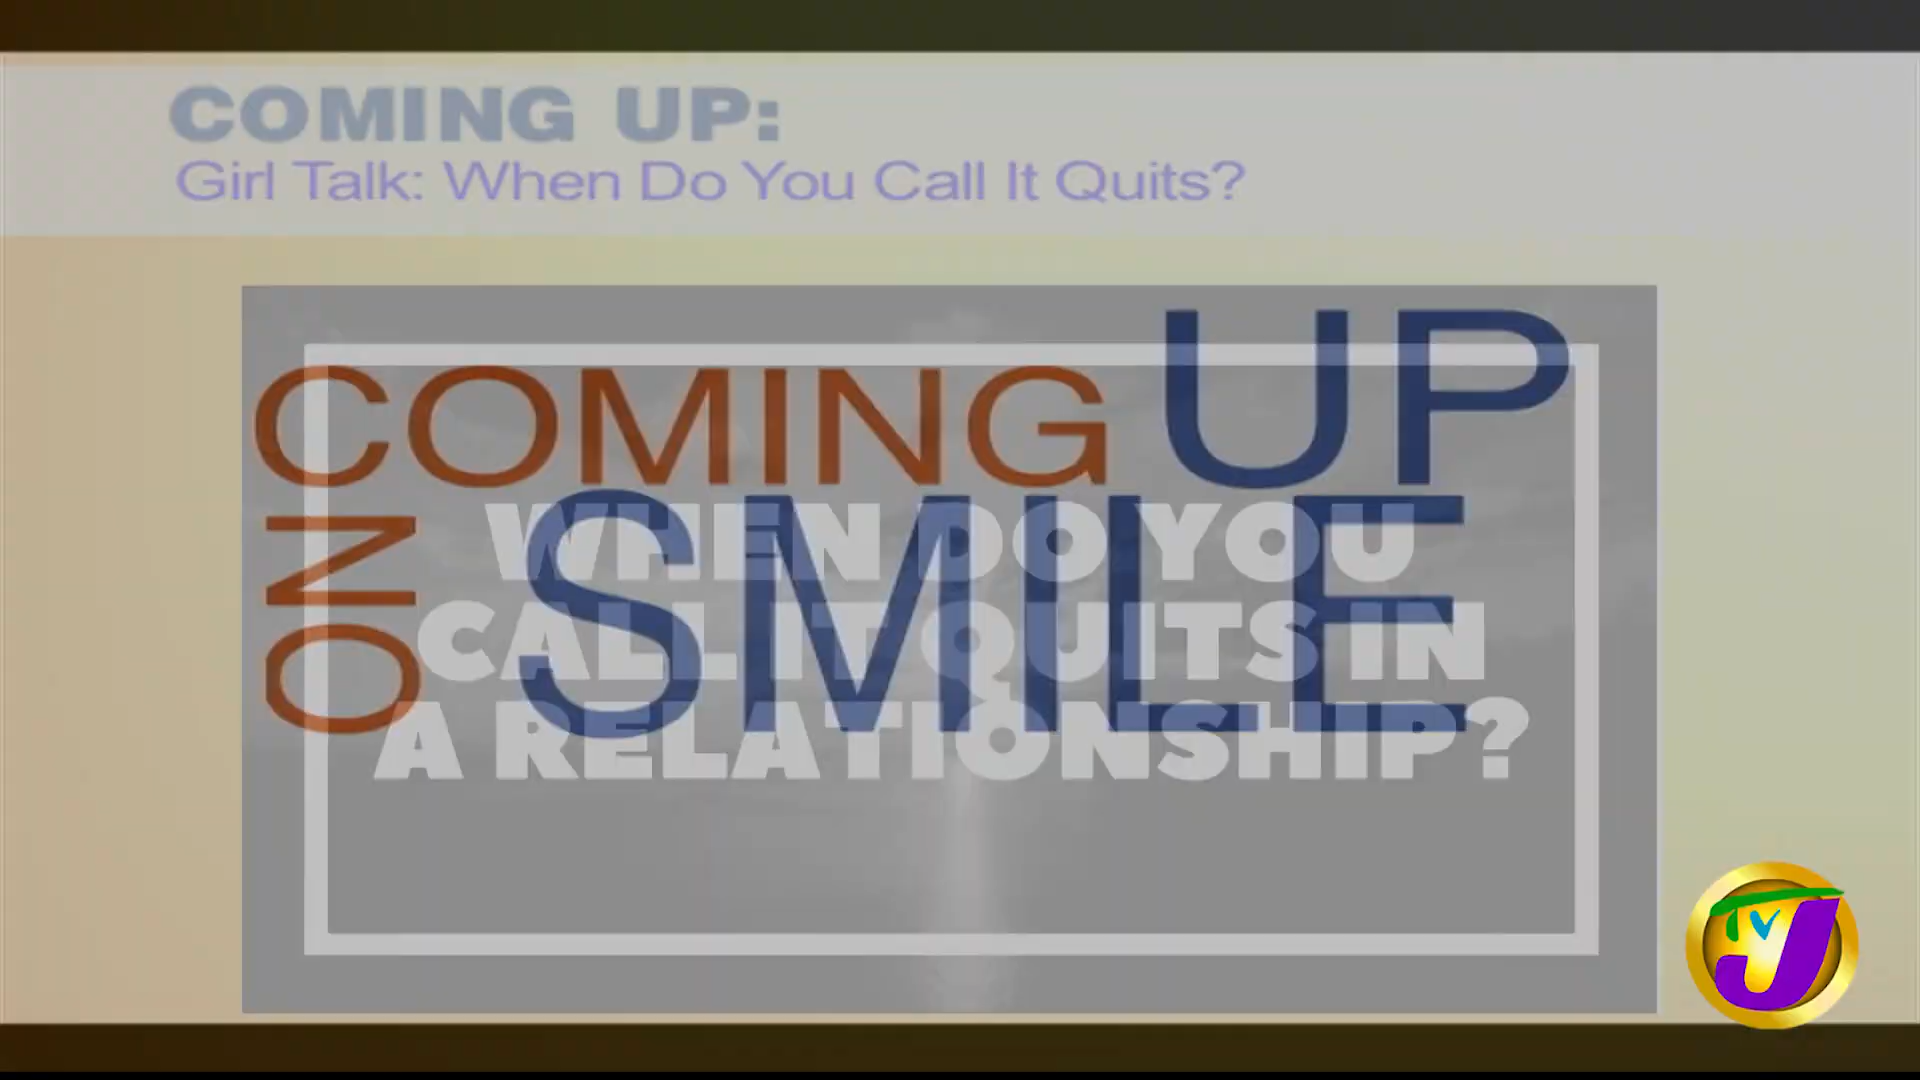 COMING UP:
Girl Talk: When Do You Call It Quits?
COMING UP
ON SMILE
WHEN DO YOU
CALL IT QUITS IN
A RELATIONSHIP?
TVJ